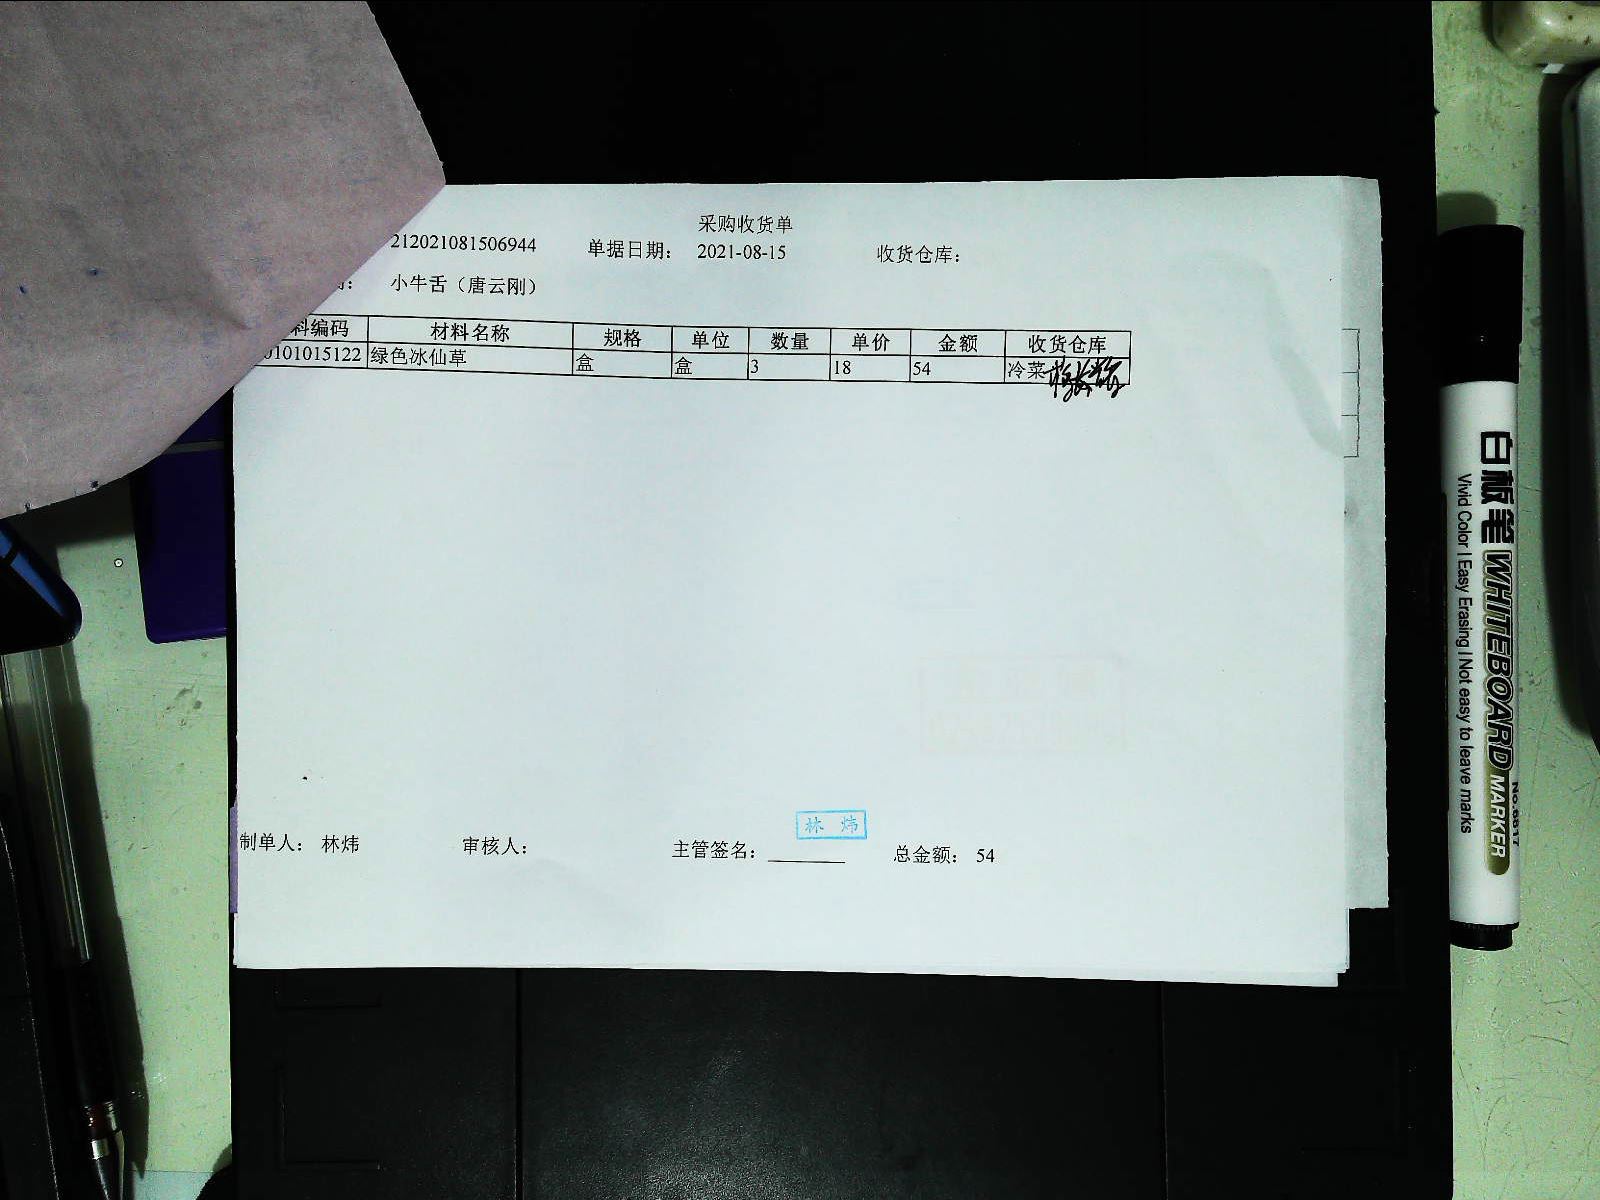 采购收货单
212021081506944 单据日期: 2021-08-15 收货仓库:
小牛舌（唐云刚）
料编码 材料名称 规格 单位 数量 单价 金额 收货仓库
0101015122 绿色冰仙草 盒 盒 3 18 54 冷菜
林 炜
制单人: 林炜 审核人: 主管签名: 总金额: 54
白板笔 WHITEBOARD MARKER
Vivid Color | Easy Erasing | Not easy to leave marks
No.6817